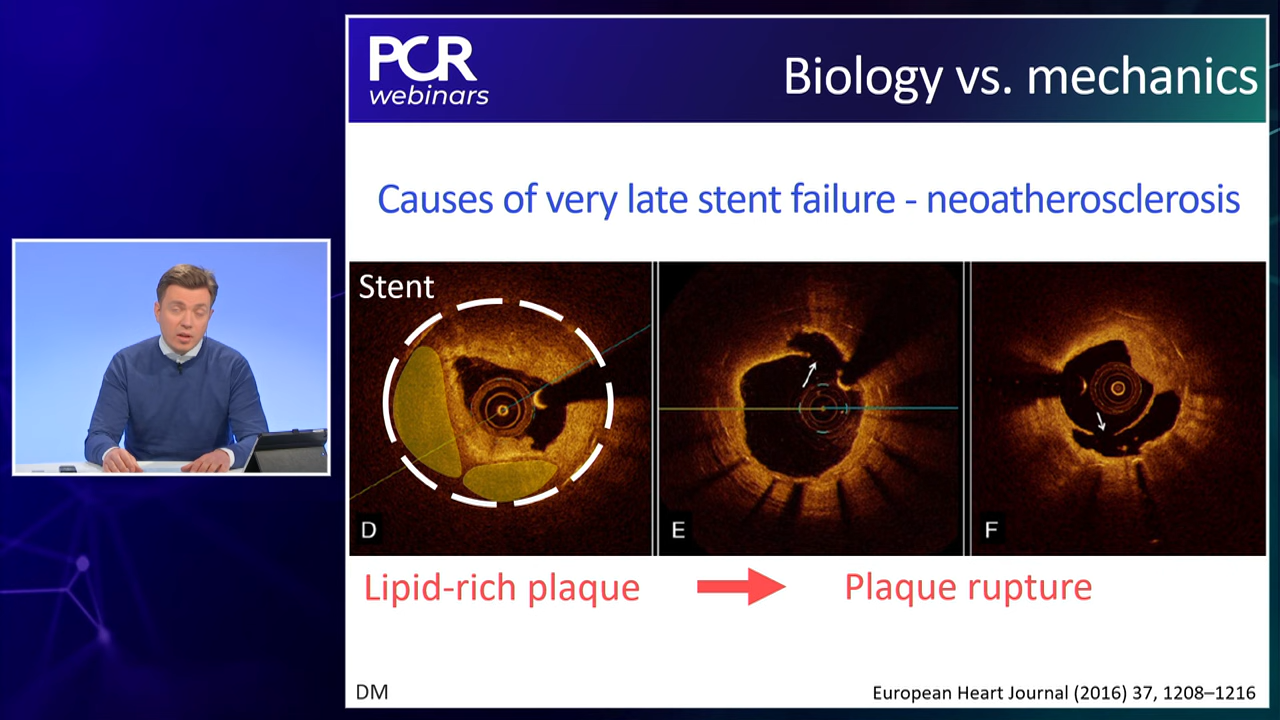 PCR
webinars
Biology vs. mechanics
Causes of very late stent failure - neoatherosclerosis
Stent
D
E
F
Lipid-rich plaque
Plaque rupture
DM
European Heart Journal (2016) 37, 1208–1216